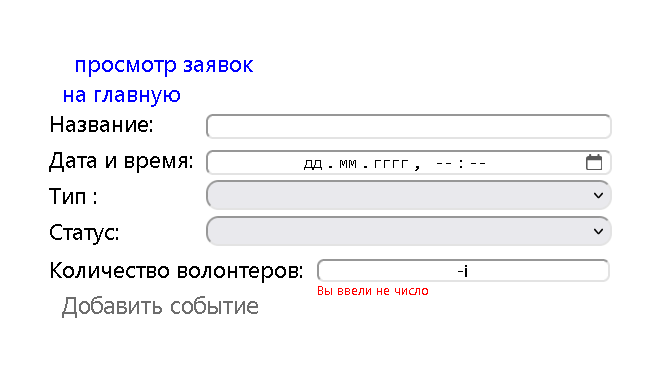 просмотр заявок
на главную
Название:
Дата и время: дд.мм.гггг, --:--
Тип :
Статус:
Количество волонтеров: -i
Вы ввели не число
Добавить событие